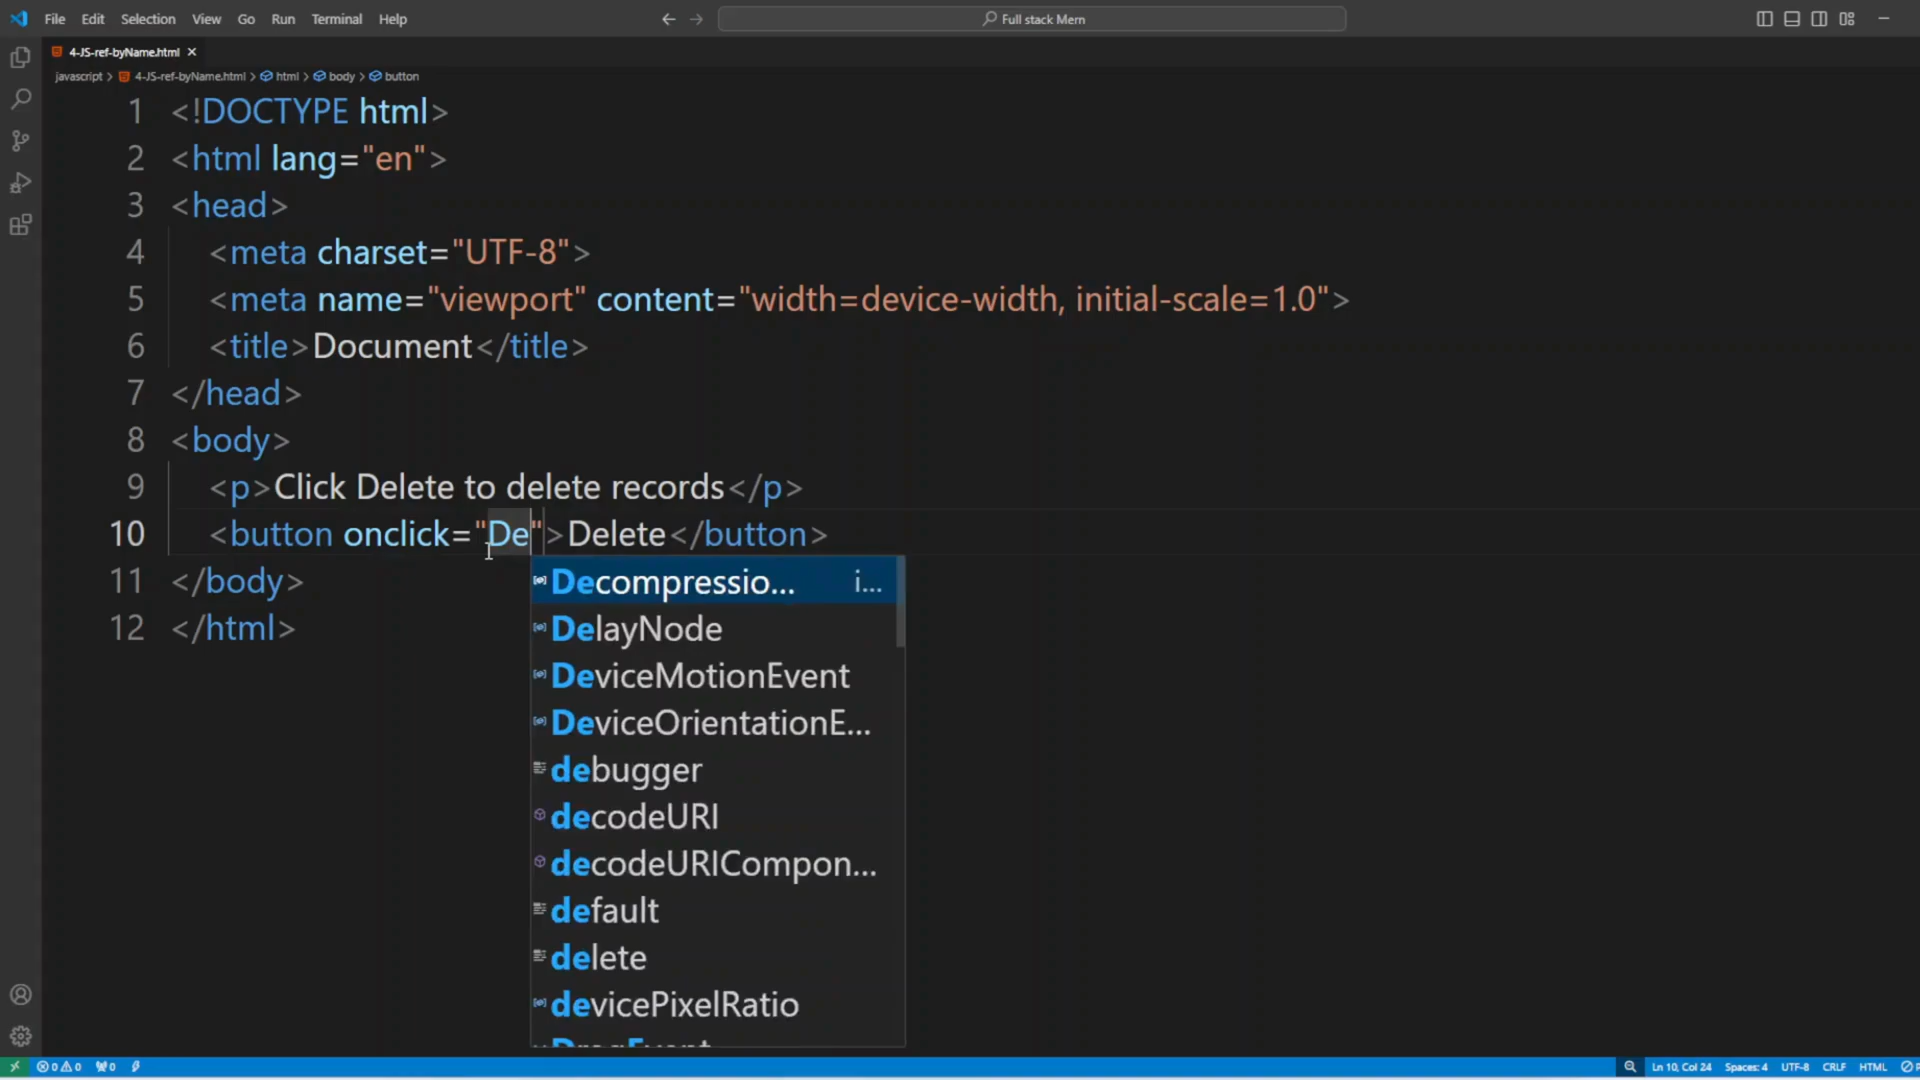 File Edit Selection View Go Run Terminal Help
Full stack Mern
4-JS-ref-byName.html
javascript > 4-JS-ref-byName.html > html > body > button
1 <!DOCTYPE html>
2 <html lang="en">
3 <head>
4 <meta charset="UTF-8">
5 <meta name="viewport" content="width=device-width, initial-scale=1.0">
6 <title>Document</title>
7 </head>
8 <body>
9 <p>Click Delete to delete records</p>
10 <button onclick="De">Delete</button>
11 </body>
12 </html>
Decompressio... i...
DelayNode
DeviceMotionEvent
DeviceOrientationE...
debugger
decodeURI
decodeURICompon...
default
delete
devicePixelRatio
DragEvent
0 0 0 Ln 10, Col 24 Spaces: 4 UTF-8 CRLF HTML